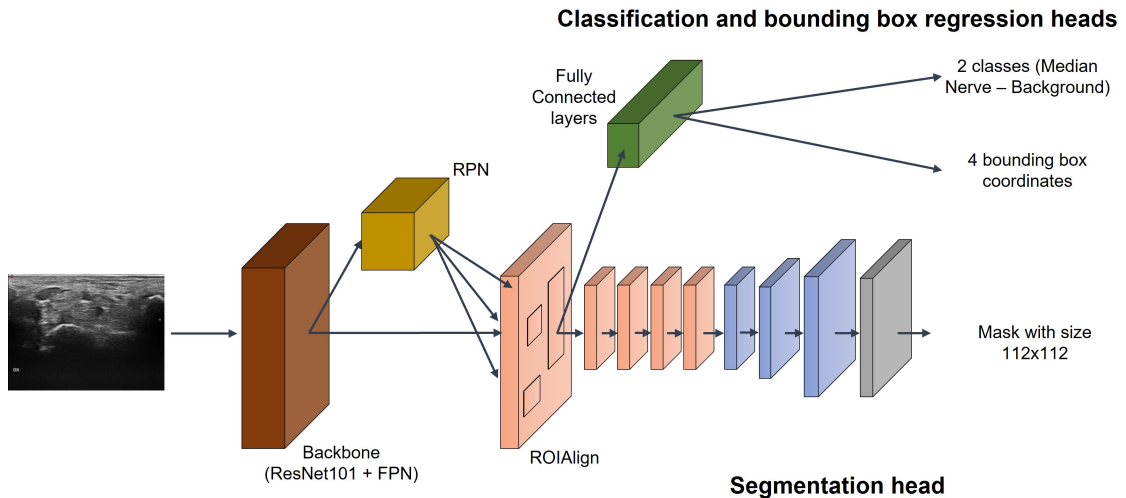 Classification and bounding box regression heads
Fully
Connected
layers
2 classes (Median
Nerve – Background)
RPN
4 bounding box
coordinates
Mask with size
112x112
Backbone
(ResNet101 + FPN)
ROIAlign
Segmentation head